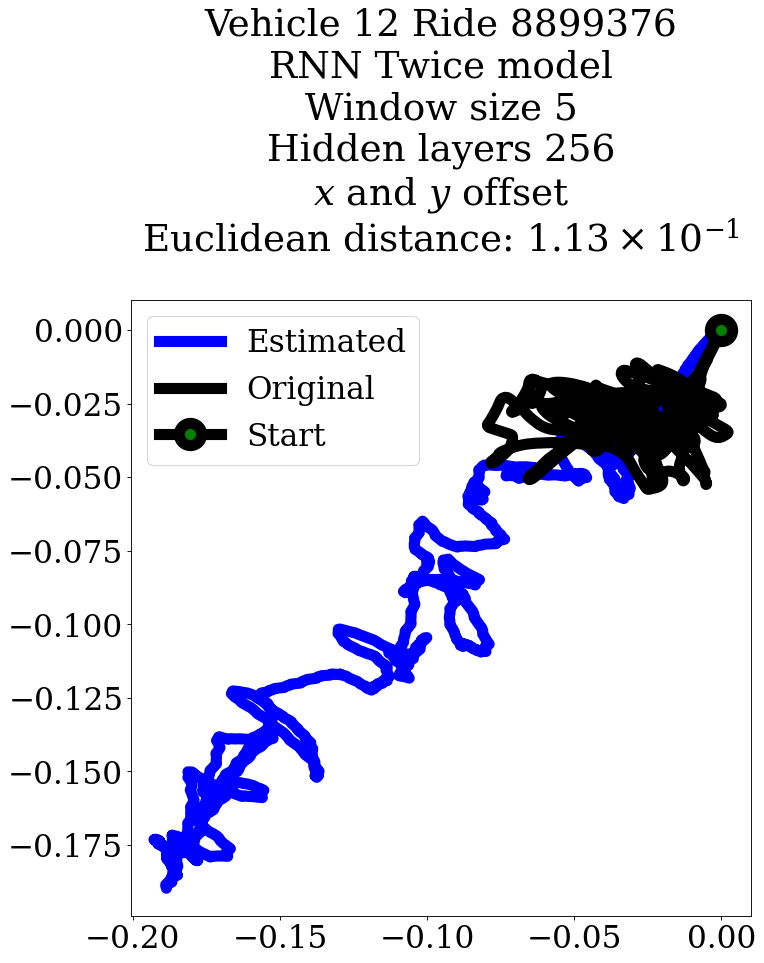 Vehicle 12 Ride 8899376
RNN Twice model
Window size 5
Hidden layers 256
x and y offset
Euclidean distance: 1.13 × 10⁻¹
Estimated
Original
Start
0.000
−0.025
−0.050
−0.075
−0.100
−0.125
−0.150
−0.175
−0.20 −0.15 −0.10 −0.05 0.00